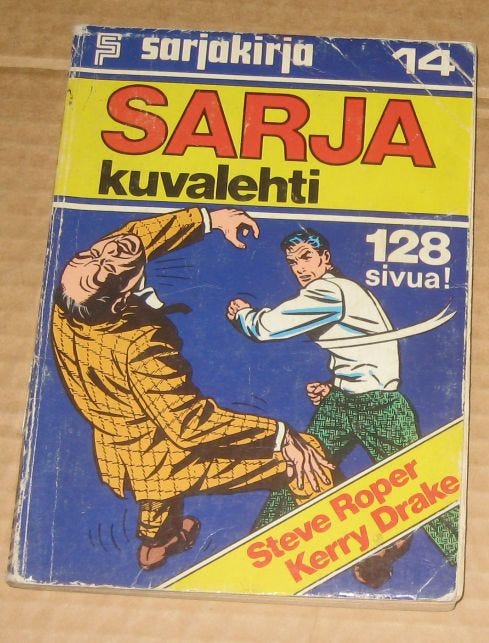 sarjakirja 14
SARJA
kuvalehti
128
sivua!
Steve Roper
Kerry Drake